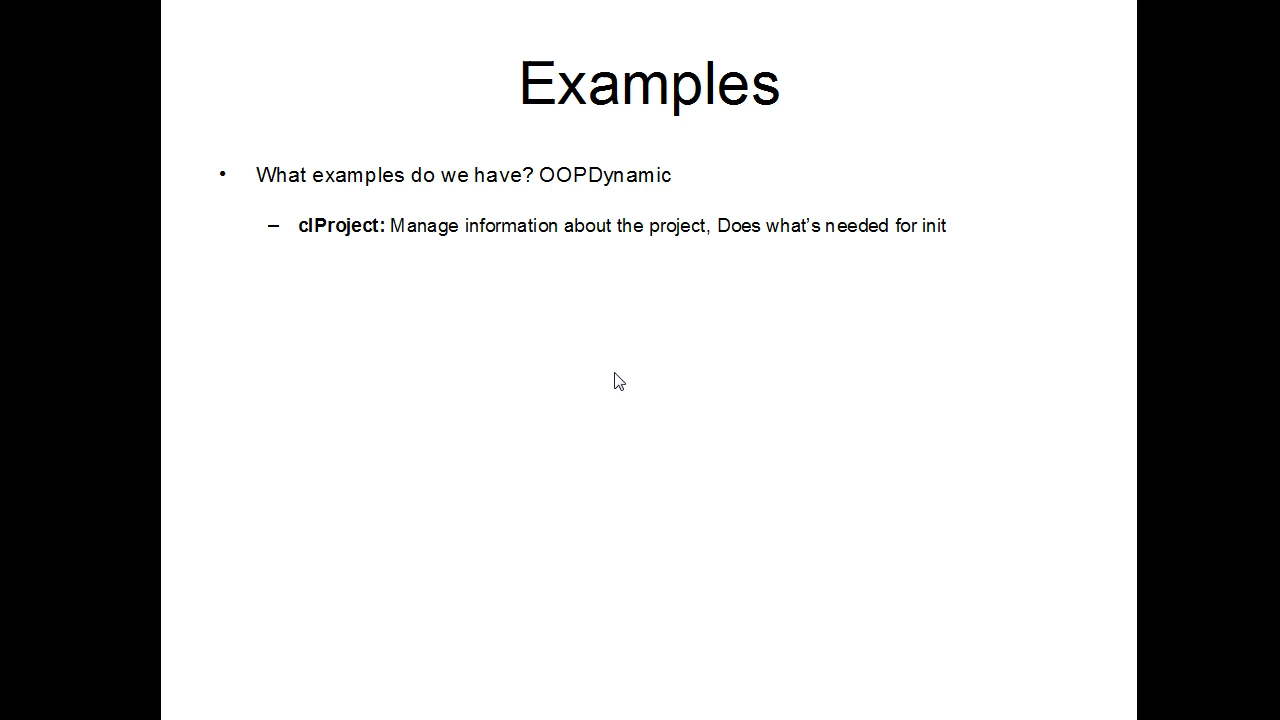 Examples
• What examples do we have? OOPDynamic
– clProject: Manage information about the project, Does what’s needed for init